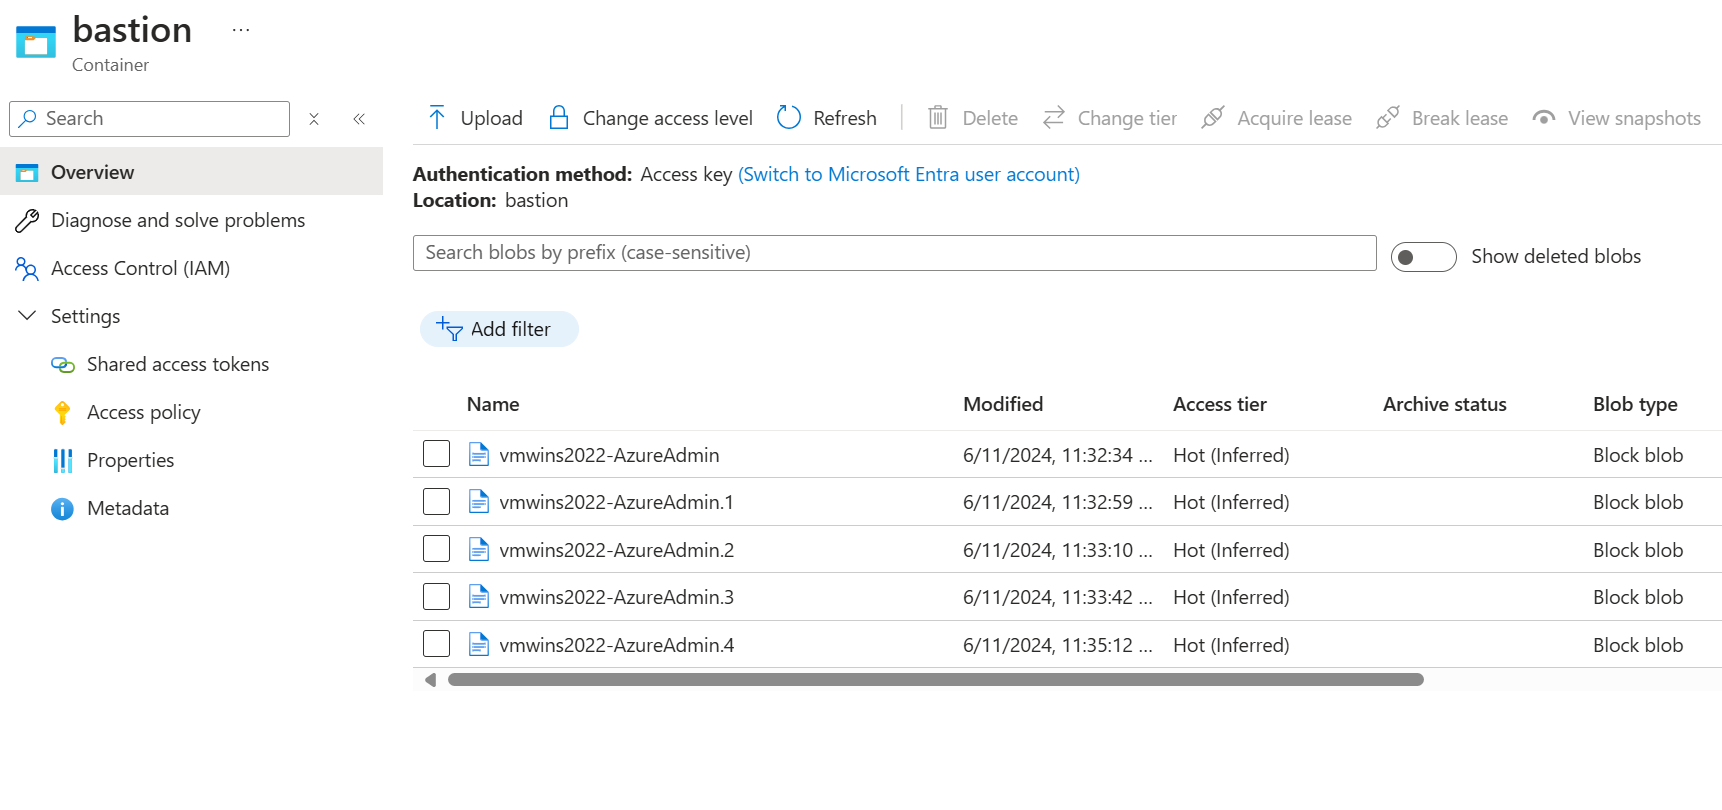 bastion ...
Container
Search
Overview
Diagnose and solve problems
Access Control (IAM)
Settings
Shared access tokens
Access policy
Properties
Metadata
Upload Change access level Refresh Delete Change tier Acquire lease Break lease View snapshots
Authentication method: Access key (Switch to Microsoft Entra user account)
Location: bastion
Search blobs by prefix (case-sensitive) Show deleted blobs
Add filter
Name Modified Access tier Archive status Blob type
vmwins2022-AzureAdmin 6/11/2024, 11:32:34 ... Hot (Inferred) Block blob
vmwins2022-AzureAdmin.1 6/11/2024, 11:32:59 ... Hot (Inferred) Block blob
vmwins2022-AzureAdmin.2 6/11/2024, 11:33:10 ... Hot (Inferred) Block blob
vmwins2022-AzureAdmin.3 6/11/2024, 11:33:42 ... Hot (Inferred) Block blob
vmwins2022-AzureAdmin.4 6/11/2024, 11:35:12 ... Hot (Inferred) Block blob